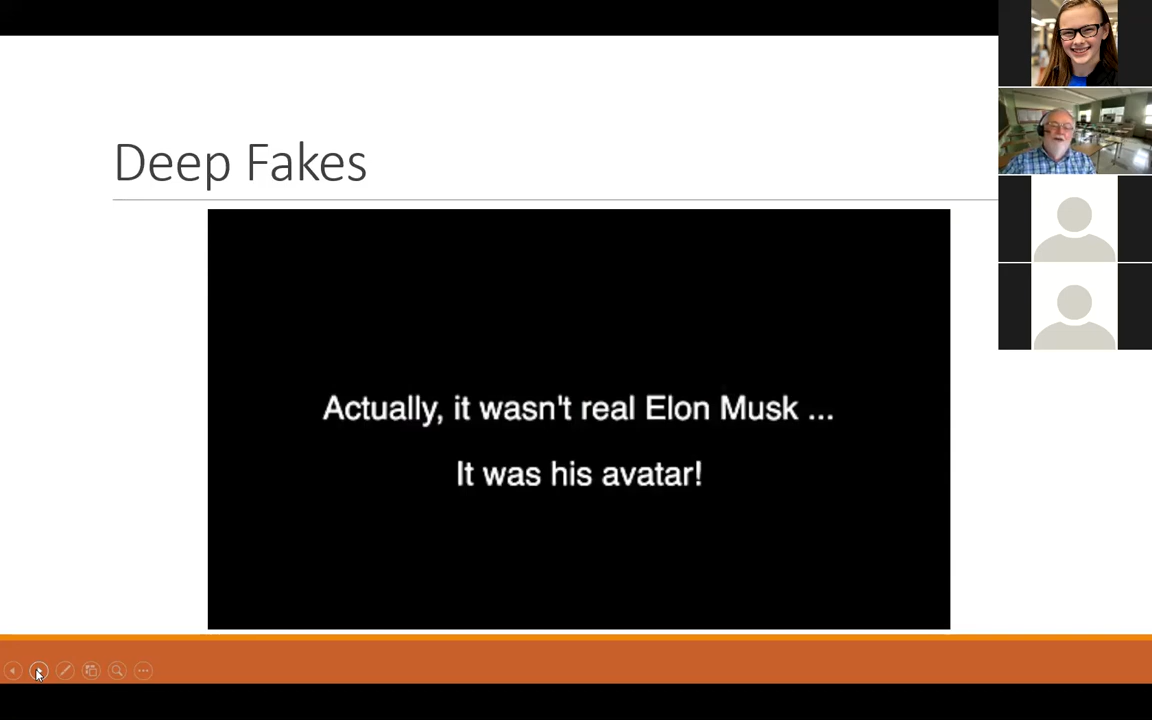 Deep Fakes
Actually, it wasn't real Elon Musk ...
It was his avatar!